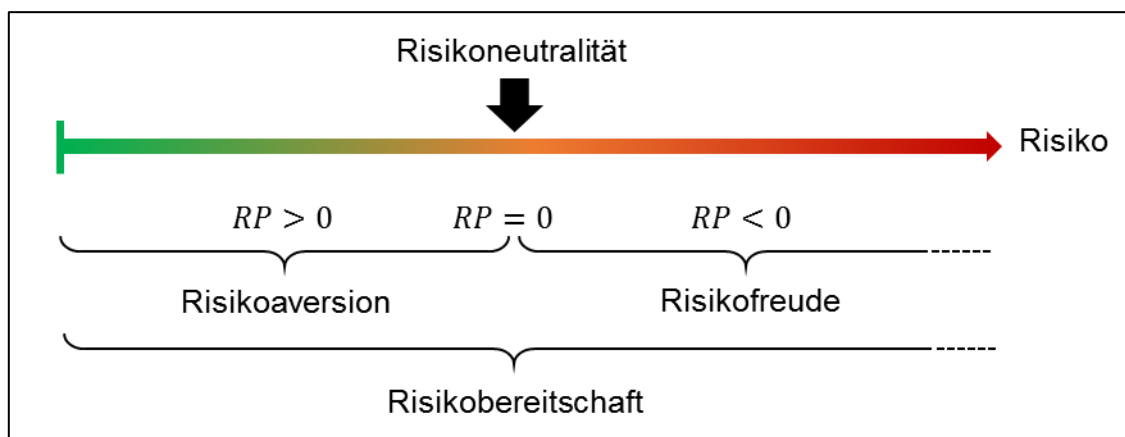 Risikoneutralität
Risiko
RP > 0
RP = 0
RP < 0
Risikoaversion
Risikofreude
Risikobereitschaft